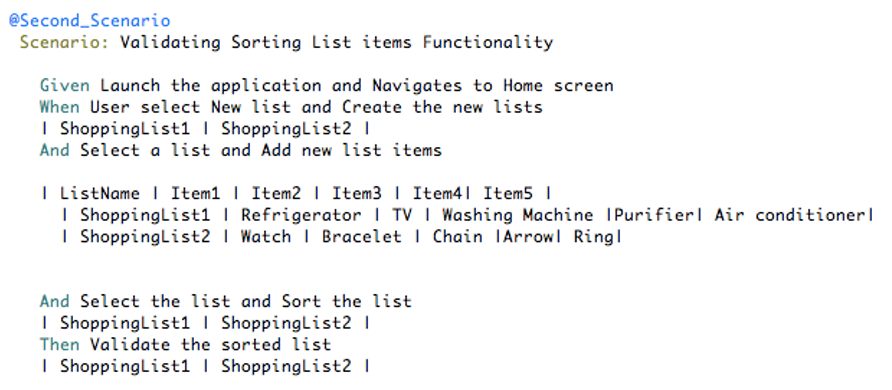 @Second_Scenario
Scenario: Validating Sorting List items Functionality
Given Launch the application and Navigates to Home screen
When User select New list and Create the new lists
| ShoppingList1 | ShoppingList2 |
And Select a list and Add new list items
| ListName | Item1 | Item2 | Item3 | Item4| Item5 |
| ShoppingList1 | Refrigerator | TV | Washing Machine |Purifier| Air conditioner|
| ShoppingList2 | Watch | Bracelet | Chain |Arrow| Ring|
And Select the list and Sort the list
| ShoppingList1 | ShoppingList2 |
Then Validate the sorted list
| ShoppingList1 | ShoppingList2 |